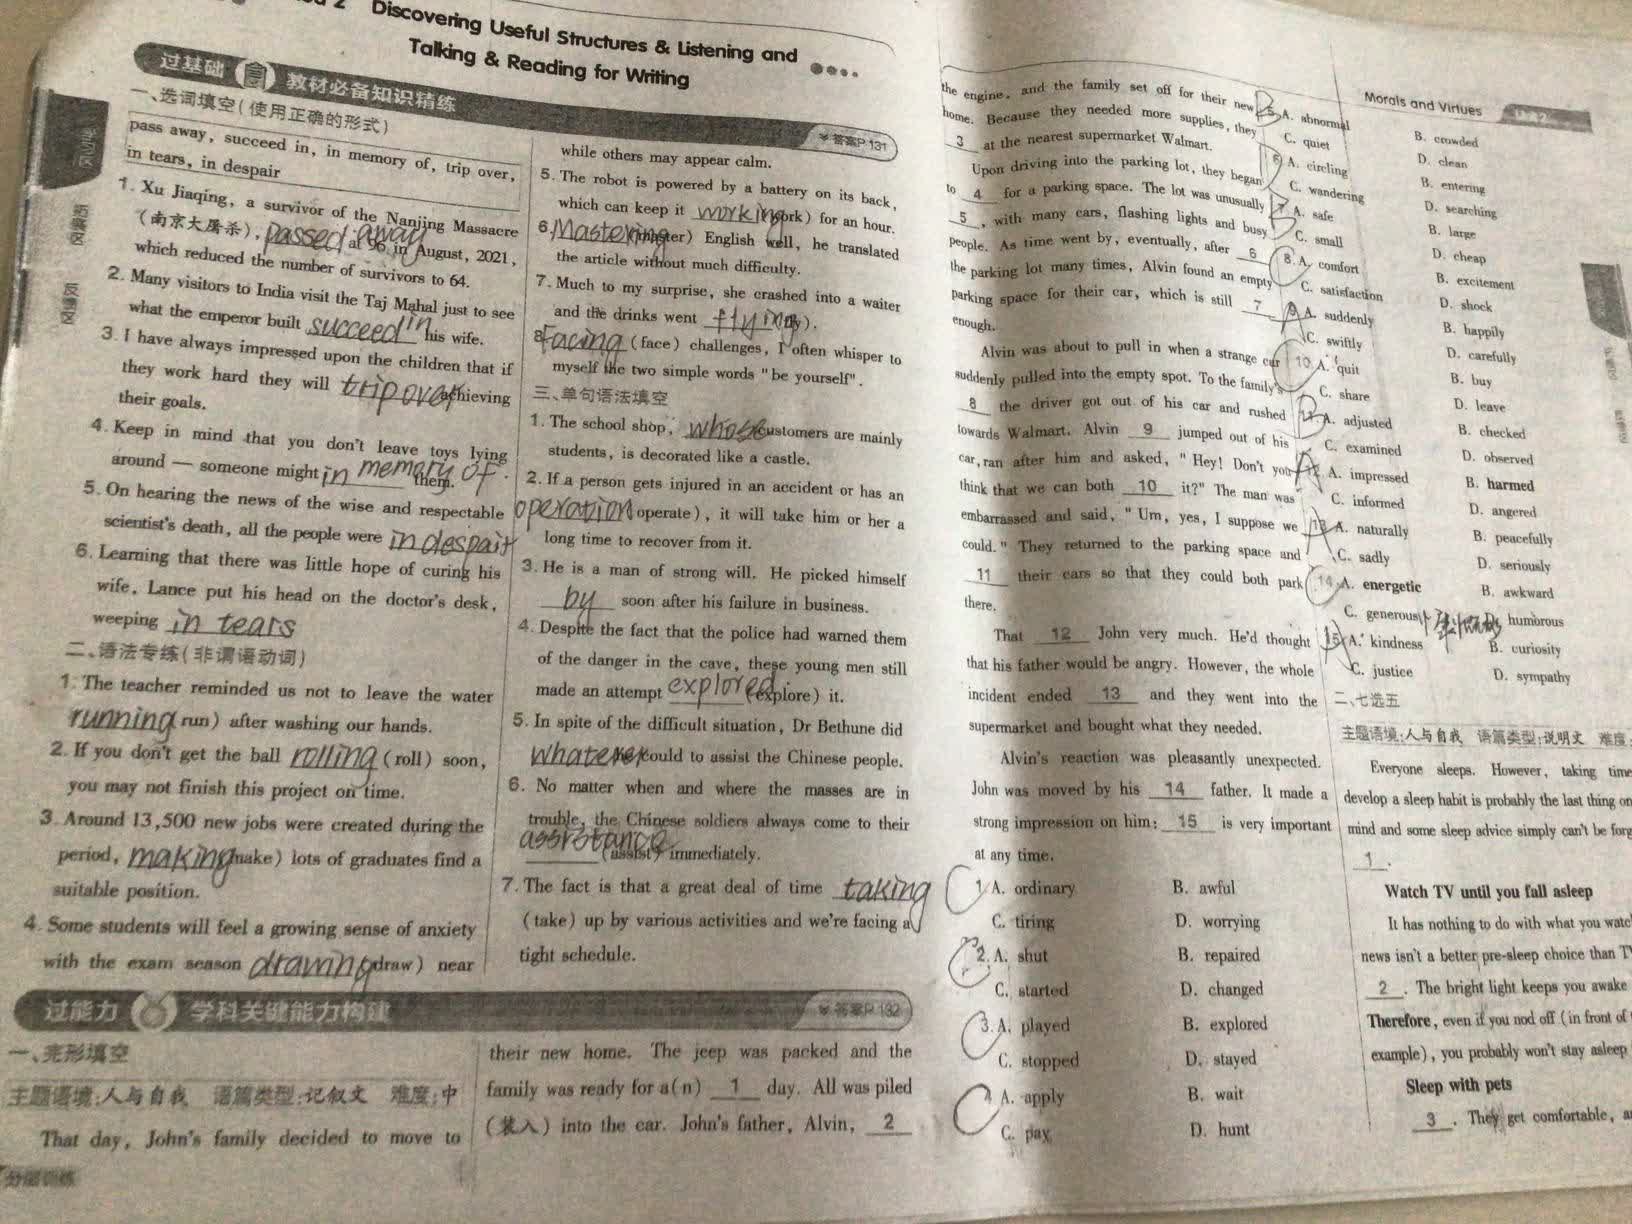 Discovering Useful Structures & Listening and
Talking & Reading for Writing
过基础 教材必备知识精练
答案P.131
一、选词填空(使用正确的形式)
pass away, succeed in, in memory of, trip over,
in tears, in despair
1. Xu Jiaqing, a survivor of the Nanjing Massacre
(南京大屠杀), passed away at 96 in August, 2021,
which reduced the number of survivors to 64.
2. Many visitors to India visit the Taj Mahal just to see
what the emperor built succeed in his wife.
3. I have always impressed upon the children that if
they work hard they will trip over achieving
their goals.
4. Keep in mind that you don't leave toys lying
around — someone might in memory of them.
5. On hearing the news of the wise and respectable
scientist's death, all the people were in despair
6. Learning that there was little hope of curing his
wife, Lance put his head on the doctor's desk,
weeping in tears
二、语法专练(非谓语动词)
1. The teacher reminded us not to leave the water
running (run) after washing our hands.
2. If you don't get the ball rolling (roll) soon,
you may not finish this project on time.
3. Around 13,500 new jobs were created during the
period, making (make) lots of graduates find a
suitable position.
4. Some students will feel a growing sense of anxiety
with the exam season drawing (draw) near
while others may appear calm.
5. The robot is powered by a battery on its back,
which can keep it working (work) for an hour.
6. Mastering (master) English well, he translated
the article without much difficulty.
7. Much to my surprise, she crashed into a waiter
and the drinks went flying (fly).
8. Facing (face) challenges, I often whisper to
myself the two simple words "be yourself".
三、单句语法填空
1. The school shop, whose customers are mainly
students, is decorated like a castle.
2. If a person gets injured in an accident or has an
operation (operate), it will take him or her a
long time to recover from it.
3. He is a man of strong will. He picked himself
by soon after his failure in business.
4. Despite the fact that the police had warned them
of the danger in the cave, these young men still
made an attempt explored (explore) it.
5. In spite of the difficult situation, Dr Bethune did
whatever he could to assist the Chinese people.
6. No matter when and where the masses are in
trouble, the Chinese soldiers always come to their
assistance (assist) immediately.
7. The fact is that a great deal of time taking
(take) up by various activities and we're facing a
tight schedule.
过能力 学科关键能力构建
答案P.132
一、完形填空
主题语境:人与自我 语篇类型:记叙文 难度:中
That day, John's family decided to move to
their new home. The jeep was packed and the
family was ready for a(n) 1 day. All was piled
(装入) into the car. John's father, Alvin, 2
分层训练
Morals and Virtues
the engine, and the family set off for their new
home. Because they needed more supplies, they
3 at the nearest supermarket Walmart.
Upon driving into the parking lot, they began
to 4 for a parking space. The lot was unusually
5, with many cars, flashing lights and busy
people. As time went by, eventually, after 6
the parking lot many times, Alvin found an empty
parking space for their car, which is still 7
enough.
Alvin was about to pull in when a strange car
suddenly pulled into the empty spot. To the family's
8 the driver got out of his car and rushed
towards Walmart. Alvin 9 jumped out of his
car, ran after him and asked, "Hey! Don't you
think that we can both 10 it?" The man was
embarrassed and said, "Um, yes, I suppose we
could." They returned to the parking space and
11 their cars so that they could both park
there.
That 12 John very much. He'd thought
that his father would be angry. However, the whole
incident ended 13 and they went into the
supermarket and bought what they needed.
Alvin's reaction was pleasantly unexpected.
John was moved by his 14 father. It made a
strong impression on him: 15 is very important
at any time.
1. A. ordinary B. awful
C. tiring D. worrying
2. A. shut B. repaired
C. started D. changed
3. A. played B. explored
C. stopped D. stayed
4. A. apply B. wait
C. pay D. hunt
5. A. abnormal B. crowded
C. quiet D. clean
6. A. circling B. entering
C. wandering D. searching
7. A. safe B. large
C. small D. cheap
8. A. comfort B. excitement
C. satisfaction D. shock
9. A. suddenly B. happily
C. swiftly D. carefully
10. A. quit B. buy
C. share D. leave
11. A. adjusted B. checked
C. examined D. observed
12. A. impressed B. harmed
C. informed D. angered
13. A. naturally B. peacefully
C. sadly D. seriously
14. A. energetic B. awkward
C. generous D. humorous
15. A. kindness B. curiosity
C. justice D. sympathy
二、七选五
主题语境:人与自我 语篇类型:说明文 难度:
Everyone sleeps. However, taking time
develop a sleep habit is probably the last thing on
mind and some sleep advice simply can't be
1.
Watch TV until you fall asleep
It has nothing to do with what you watch
news isn't a better pre-sleep choice than
2. The bright light keeps you awake
Therefore, even if you nod off (in front of
example), you probably won't stay asleep
Sleep with pets
3. They get comfortable,